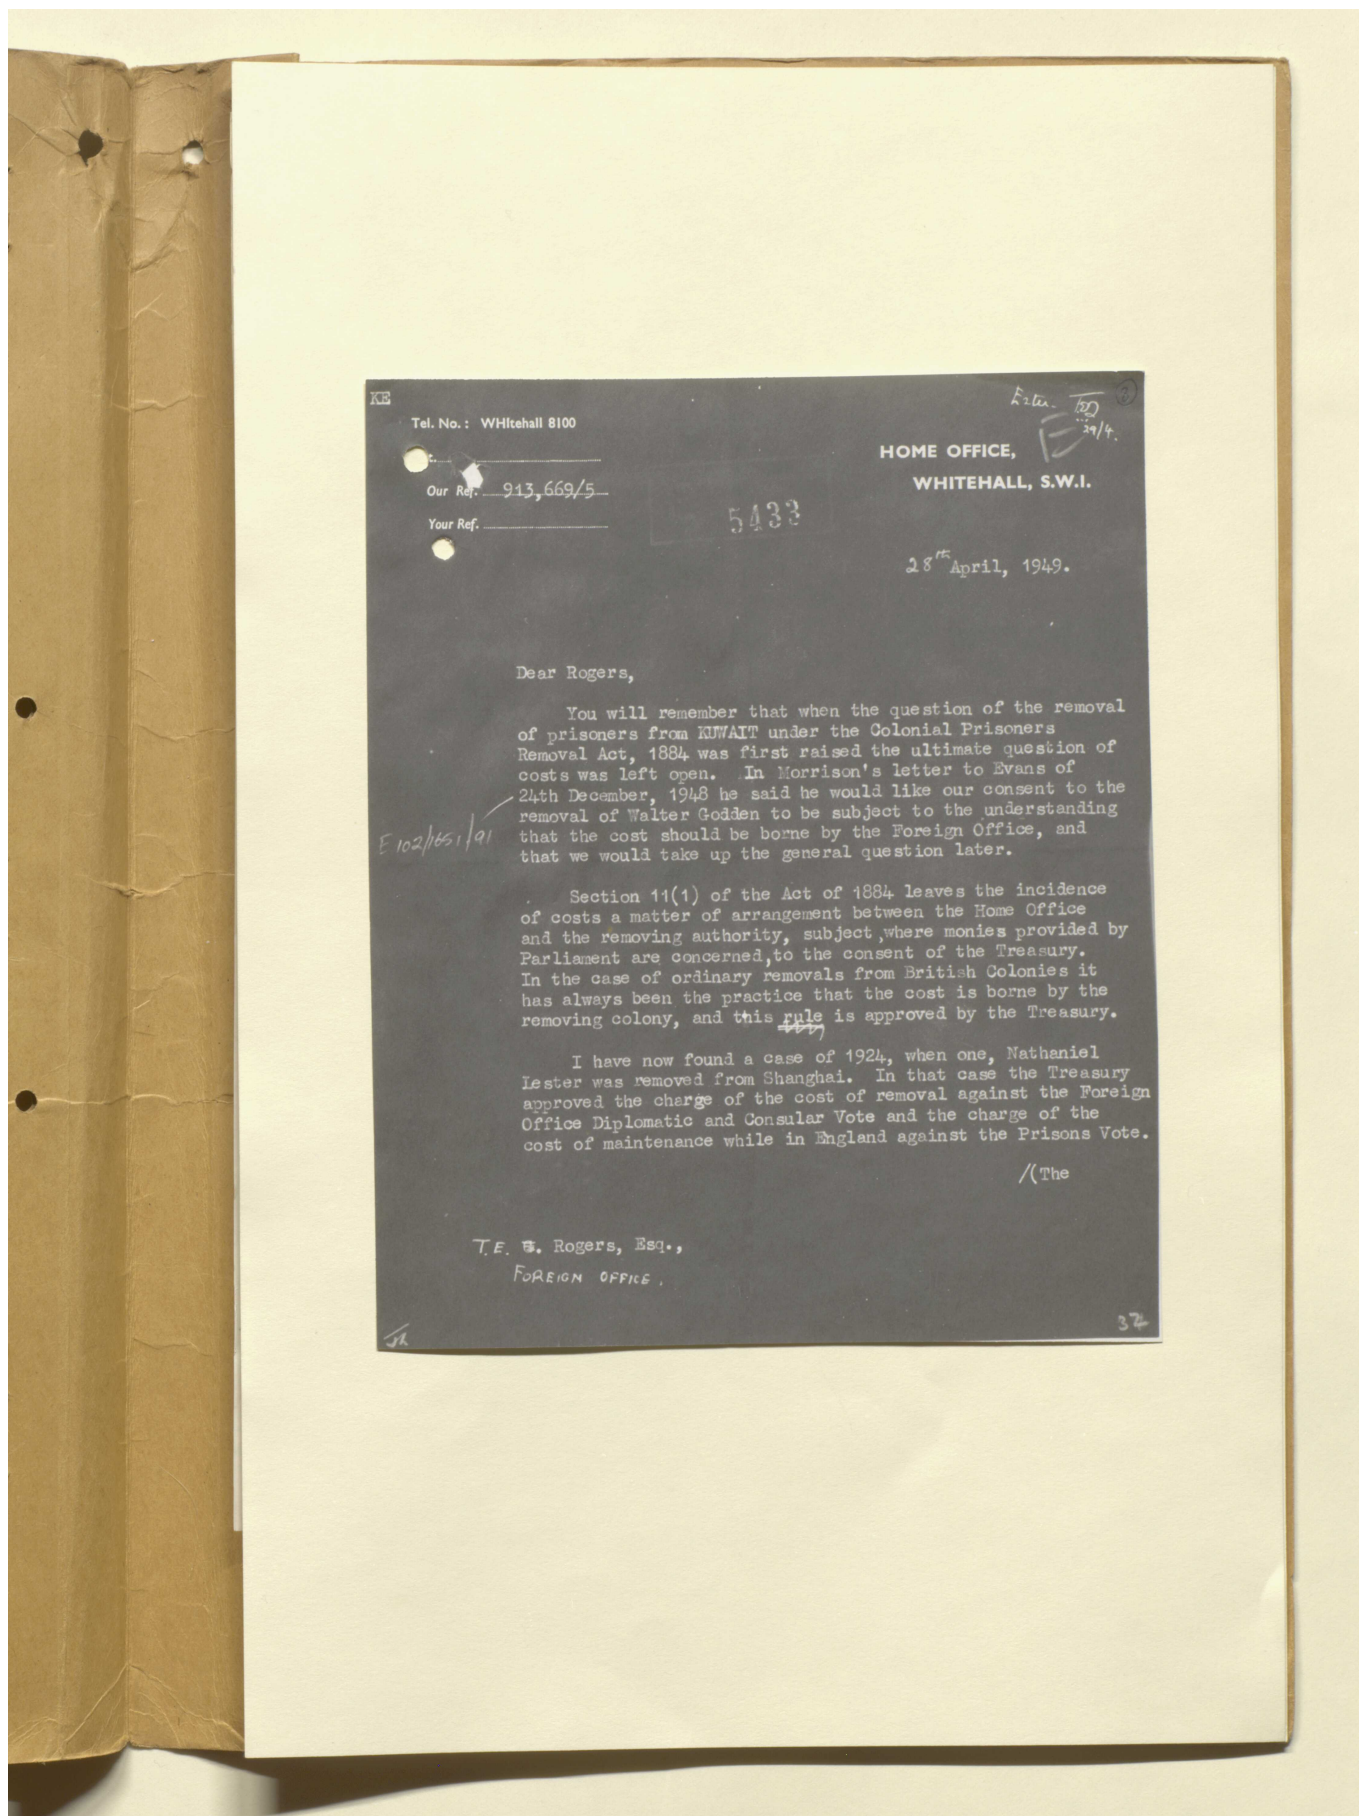 KE
Tel. No.: WHItehall 8100
Our Ref. 913,669/5
Your Ref.
Enter 29/4.
2
HOME OFFICE,
WHITEHALL, S.W.I.
5433
28th April, 1949.
Dear Rogers,
You will remember that when the question of the removal
of prisoners from KUWAIT under the Colonial Prisoners
Removal Act, 1884 was first raised the ultimate question of
costs was left open. In Morrison's letter to Evans of
24th December, 1948 he said he would like our consent to the
removal of Walter Godden to be subject to the understanding
that the cost should be borne by the Foreign Office, and
that we would take up the general question later.
E 102/1651/91
Section 11(1) of the Act of 1884 leaves the incidence
of costs a matter of arrangement between the Home Office
and the removing authority, subject ,where monies provided by
Parliament are concerned,to the consent of the Treasury.
In the case of ordinary removals from British Colonies it
has always been the practice that the cost is borne by the
removing colony, and this rule is approved by the Treasury.
I have now found a case of 1924, when one, Nathaniel
Lester was removed from Shanghai. In that case the Treasury
approved the charge of the cost of removal against the Foreign
Office Diplomatic and Consular Vote and the charge of the
cost of maintenance while in England against the Prisons Vote.
/(The
T.E. Rogers, Esq.,
FOREIGN OFFICE.